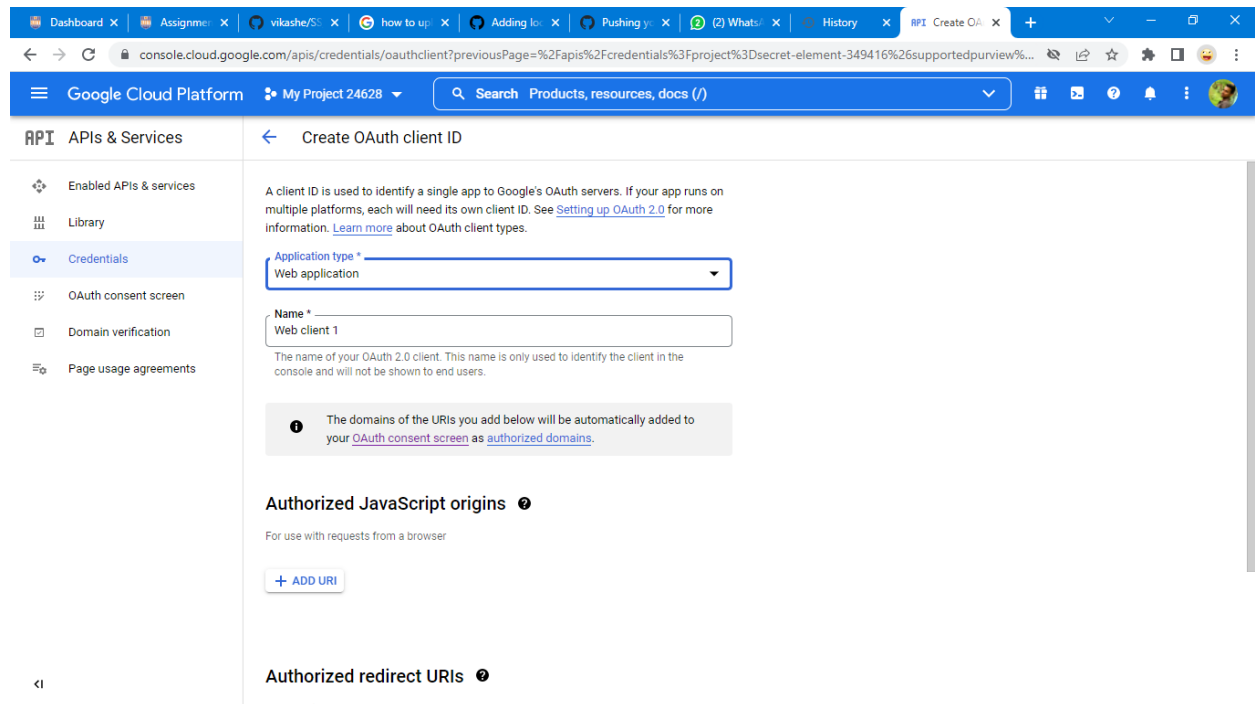 Dashboard
Assignmer
vikashe/SS
how to upl
Adding loc
Pushing yo
(2) WhatsA
History
API Create OA
console.cloud.google.com/apis/credentials/oauthclient?previousPage=%2Fapis%2Fcredentials%3Fproject%3Dsecret-element-349416%26supportedpurview%...
Google Cloud Platform
My Project 24628
Search Products, resources, docs (/)
API APIs & Services
Create OAuth client ID
Enabled APIs & services
Library
Credentials
OAuth consent screen
Domain verification
Page usage agreements
A client ID is used to identify a single app to Google's OAuth servers. If your app runs on
multiple platforms, each will need its own client ID. See Setting up OAuth 2.0 for more
information. Learn more about OAuth client types.
Application type *
Web application
Name *
Web client 1
The name of your OAuth 2.0 client. This name is only used to identify the client in the
console and will not be shown to end users.
The domains of the URIs you add below will be automatically added to
your OAuth consent screen as authorized domains.
Authorized JavaScript origins
For use with requests from a browser
+ ADD URI
Authorized redirect URIs